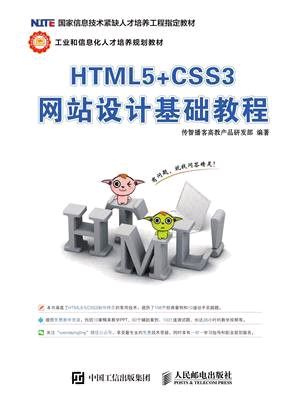 NITE 国家信息技术紧缺人才培养工程指定教材
工业和信息化人才培养规划教材
HTML5+CSS3
网站设计基础教程
传智播客高教产品研发部 编著
有问题，就找问答精灵！
HTML!
中国工信出版集团
人民邮电出版社
POSTS & TELECOM PRESS